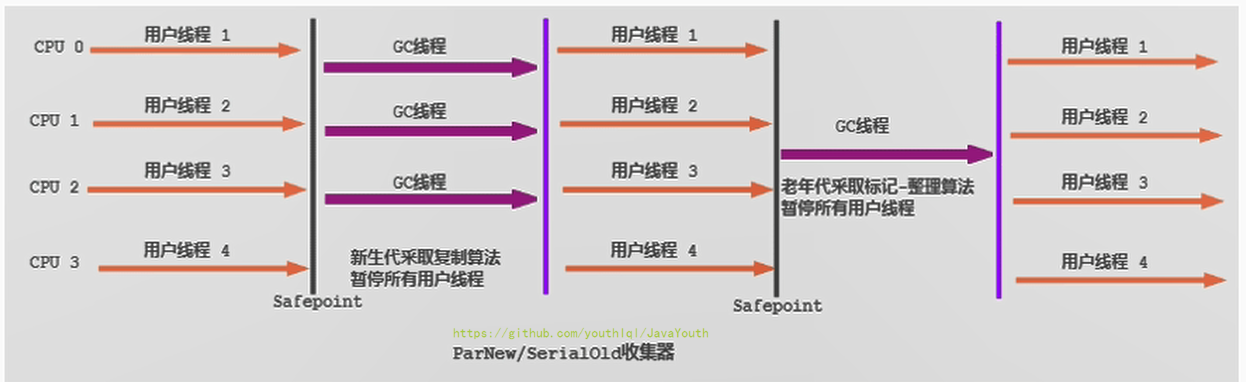 CPU 0
用户线程 1
GC线程
用户线程 1
用户线程 1
CPU 1
用户线程 2
GC线程
用户线程 2
GC线程
用户线程 2
CPU 2
用户线程 3
GC线程
用户线程 3
老年代采取标记-整理算法
暂停所有用户线程
用户线程 3
CPU 3
用户线程 4
新生代采取复制算法
暂停所有用户线程
用户线程 4
用户线程 4
Safepoint
Safepoint
https://github.com/youthlql/JavaYouth
ParNew/SerialOld收集器